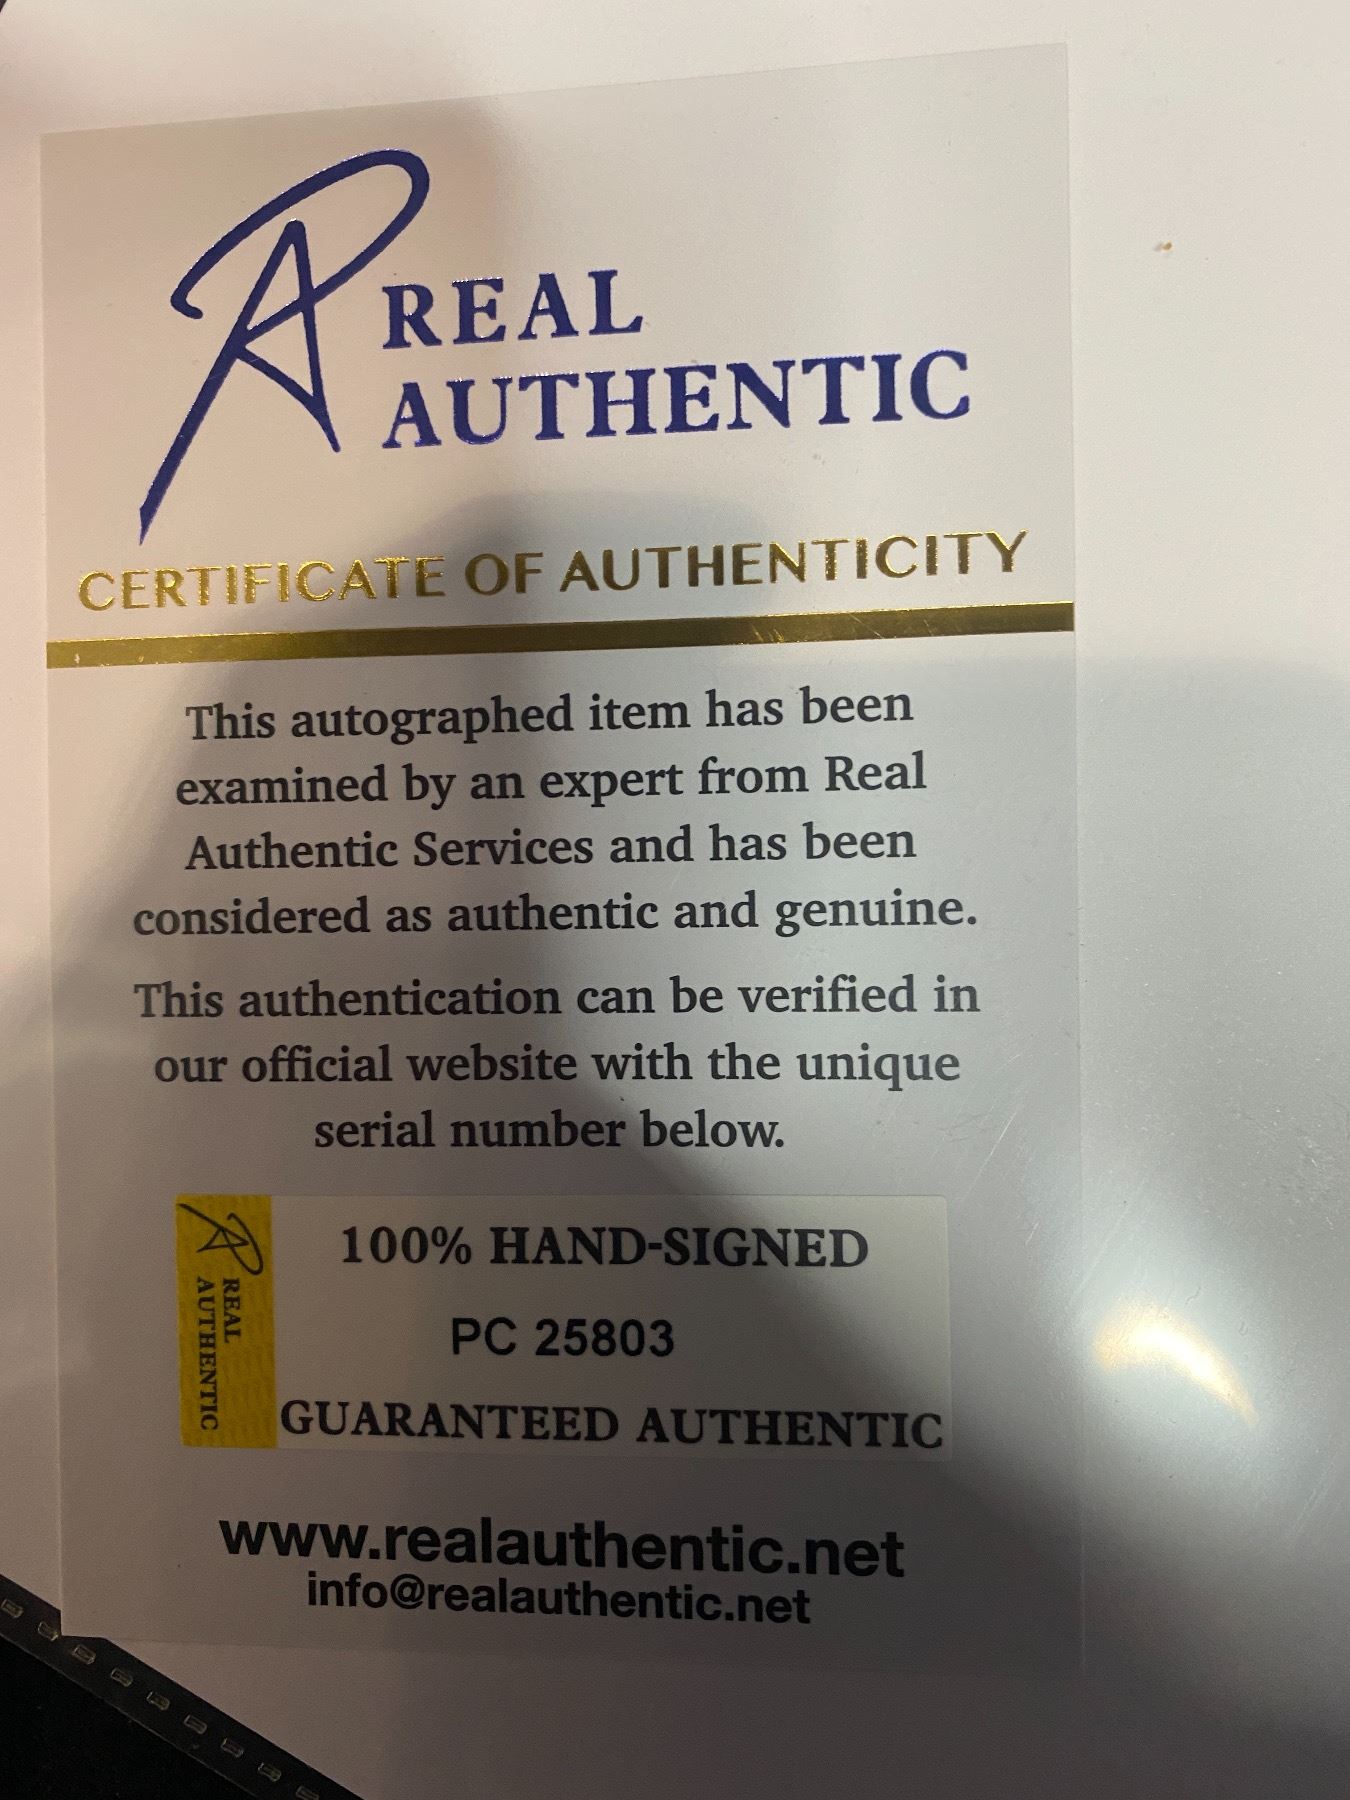 REAL
AUTHENTIC
CERTIFICATE OF AUTHENTICITY
This autographed item has been
examined by an expert from Real
Authentic Services and has been
considered as authentic and genuine.
This authentication can be verified in
our official website with the unique
serial number below.
REAL
AUTHENTIC
100% HAND-SIGNED
PC 25803
GUARANTEED AUTHENTIC
www.realauthentic.net
info@realauthentic.net